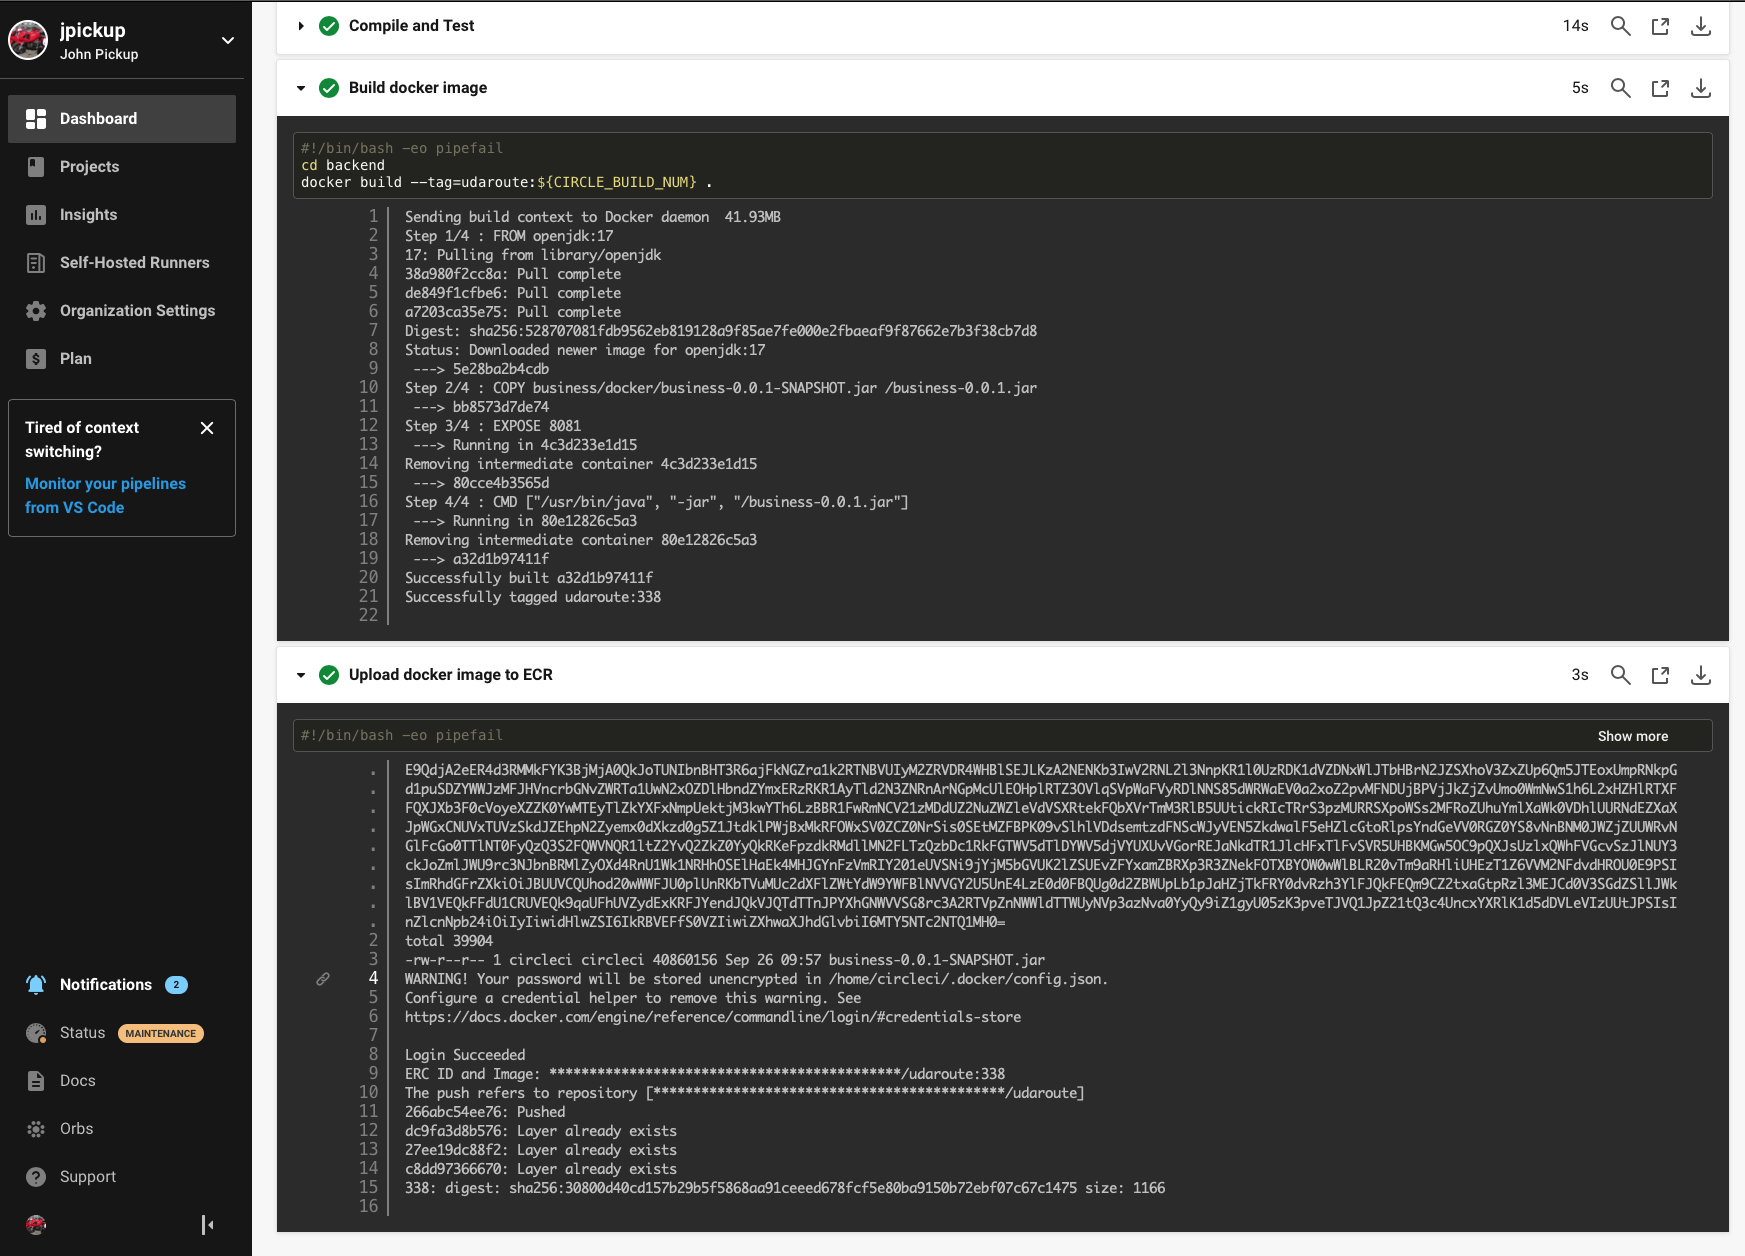 jpickup
John Pickup
Dashboard
Projects
Insights
Self-Hosted Runners
Organization Settings
Plan
Tired of context
switching?
Monitor your pipelines
from VS Code
Notifications 2
Status MAINTENANCE
Docs
Orbs
Support
Compile and Test 14s
Build docker image 5s
#!/bin/bash -eo pipefail
cd backend
docker build --tag=udaroute:${CIRCLE_BUILD_NUM} .
1 Sending build context to Docker daemon  41.93MB
2 Step 1/4 : FROM openjdk:17
3 17: Pulling from library/openjdk
4 38a980f2cc8a: Pull complete
5 de849f1cfbe6: Pull complete
6 a7203ca35e75: Pull complete
7 Digest: sha256:528707081fdb9562eb819128a9f85ae7fe000e2fbaeaf9f87662e7b3f38cb7d8
8 Status: Downloaded newer image for openjdk:17
9  ---> 5e28ba2b4cdb
10 Step 2/4 : COPY business/docker/business-0.0.1-SNAPSHOT.jar /business-0.0.1.jar
11  ---> bb8573d7de74
12 Step 3/4 : EXPOSE 8081
13  ---> Running in 4c3d233e1d15
14 Removing intermediate container 4c3d233e1d15
15  ---> 80cce4b3565d
16 Step 4/4 : CMD ["/usr/bin/java", "-jar", "/business-0.0.1.jar"]
17  ---> Running in 80e12826c5a3
18 Removing intermediate container 80e12826c5a3
19  ---> a32d1b97411f
20 Successfully built a32d1b97411f
21 Successfully tagged udaroute:338
22
Upload docker image to ECR 3s
#!/bin/bash -eo pipefail Show more
2 total 39904
3 -rw-r--r-- 1 circleci circleci 40860156 Sep 26 09:57 business-0.0.1-SNAPSHOT.jar
4 WARNING! Your password will be stored unencrypted in /home/circleci/.docker/config.json.
5 Configure a credential helper to remove this warning. See
6 https://docs.docker.com/engine/reference/commandline/login/#credentials-store
7
8 Login Succeeded
9 ERC ID and Image: ********************************************/udaroute:338
10 The push refers to repository [********************************************/udaroute]
11 266abc54ee76: Pushed
12 dc9fa3d8b576: Layer already exists
13 27ee19dc88f2: Layer already exists
14 c8dd97366670: Layer already exists
15 338: digest: sha256:30800d40cd157b29b5f5868aa91ceeed678fcf5e80ba9150b72ebf07c67c1475 size: 1166
16